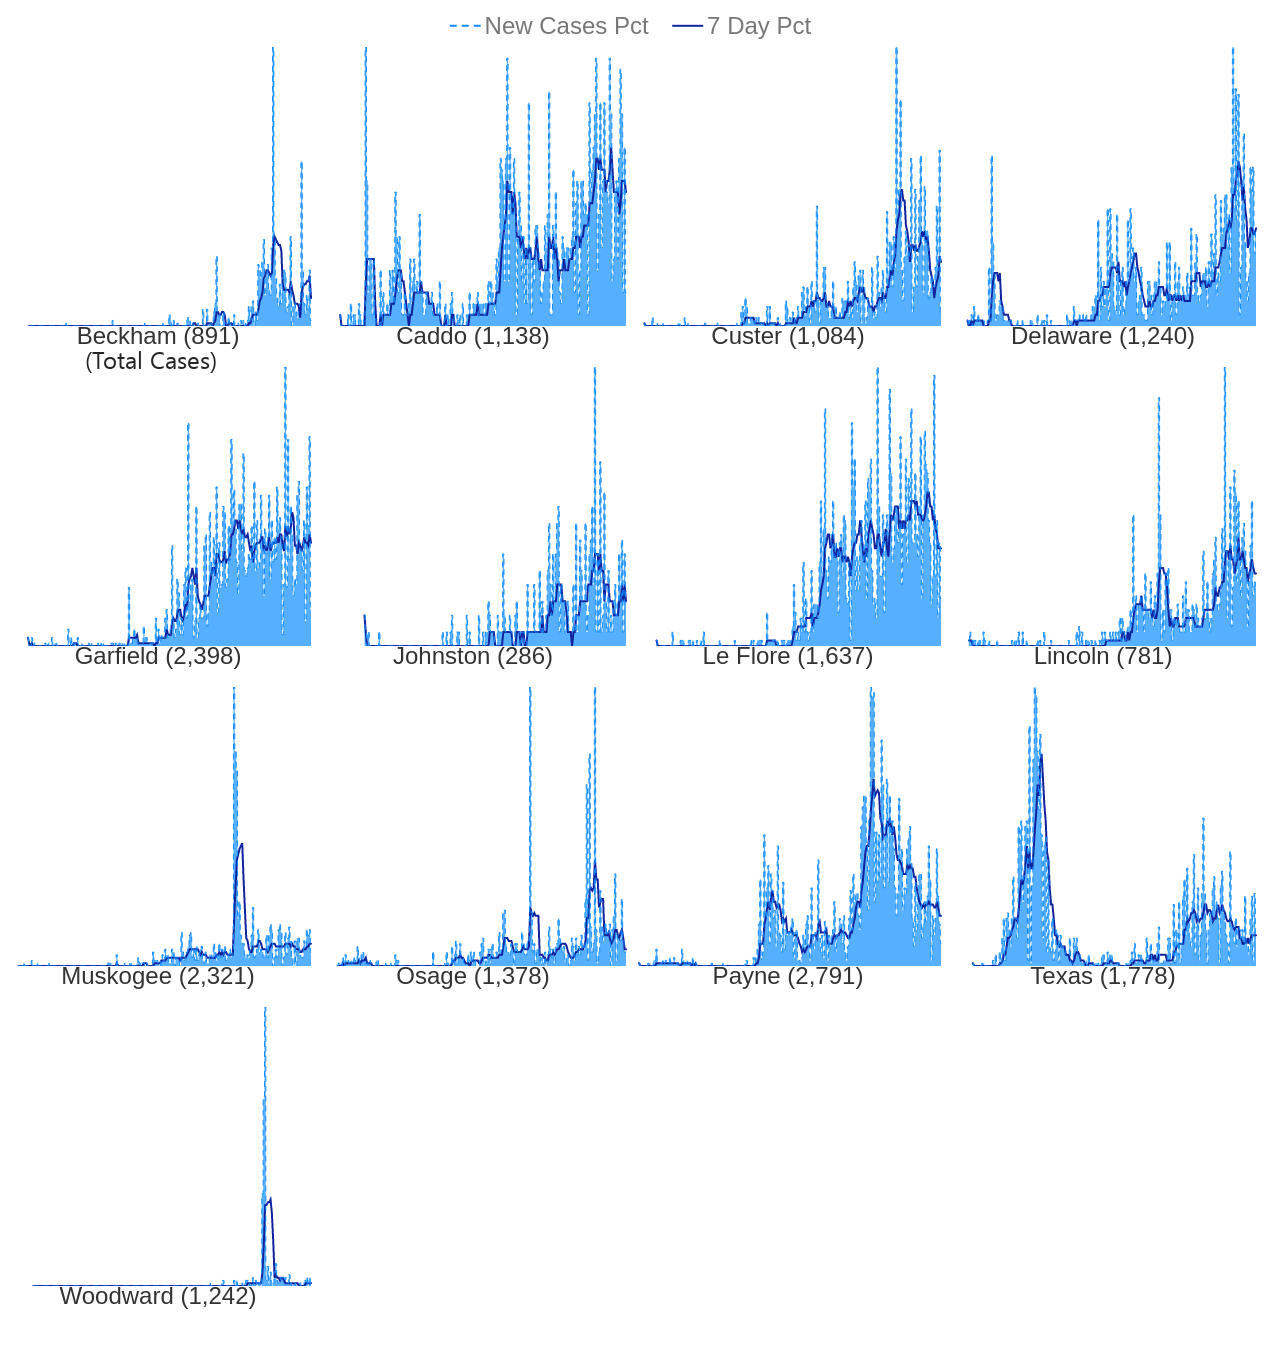 New Cases Pct 7 Day Pct
Beckham (891) Caddo (1,138) Custer (1,084) Delaware (1,240)
(Total Cases)
Garfield (2,398) Johnston (286) Le Flore (1,637) Lincoln (781)
Muskogee (2,321) Osage (1,378) Payne (2,791) Texas (1,778)
Woodward (1,242)